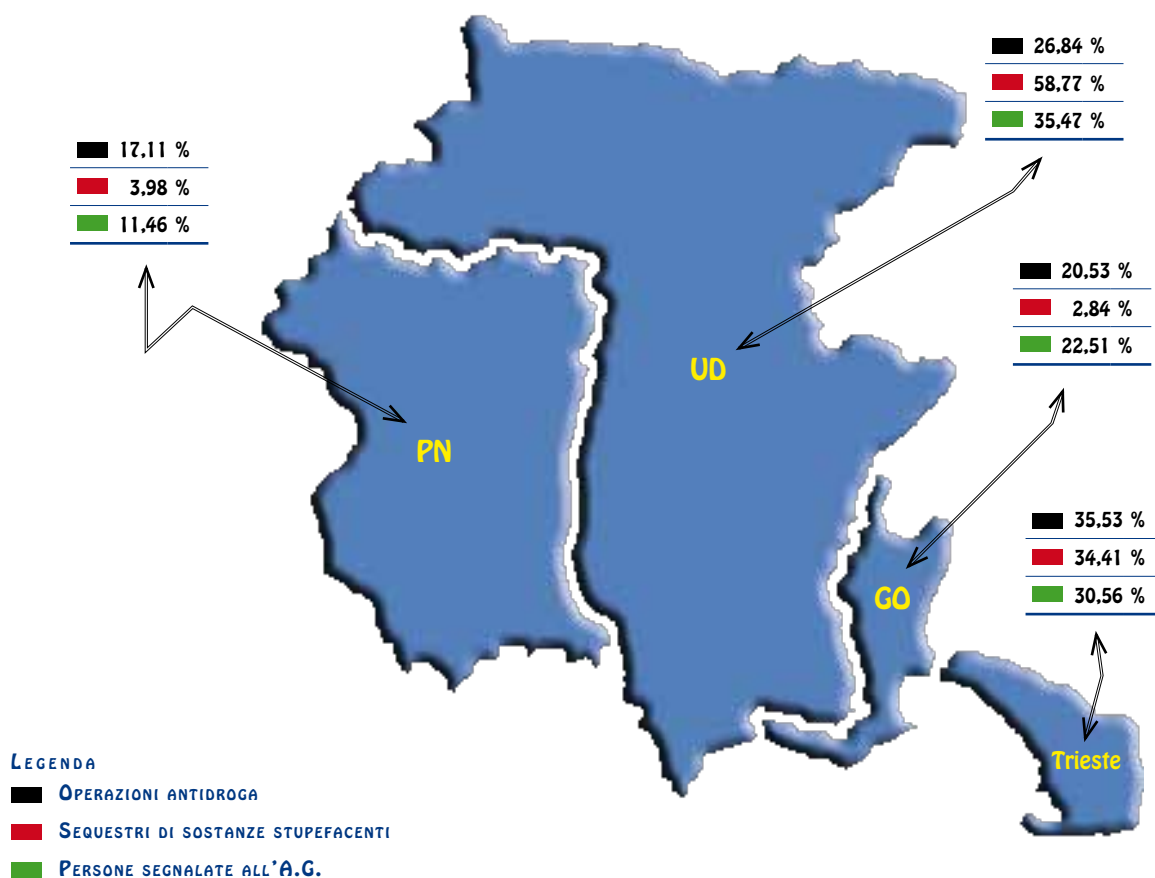 26,84 %
58,77 %
35,47 %
17,11 %
3,98 %
11,46 %
20,53 %
2,84 %
22,51 %
UD
PN
35,53 %
34,41 %
30,56 %
GO
Trieste
LEGENDA
OPERAZIONI ANTIDROGA
SEQUESTRI DI SOSTANZE STUPEFACENTI
PERSONE SEGNALATE ALL'A.G.